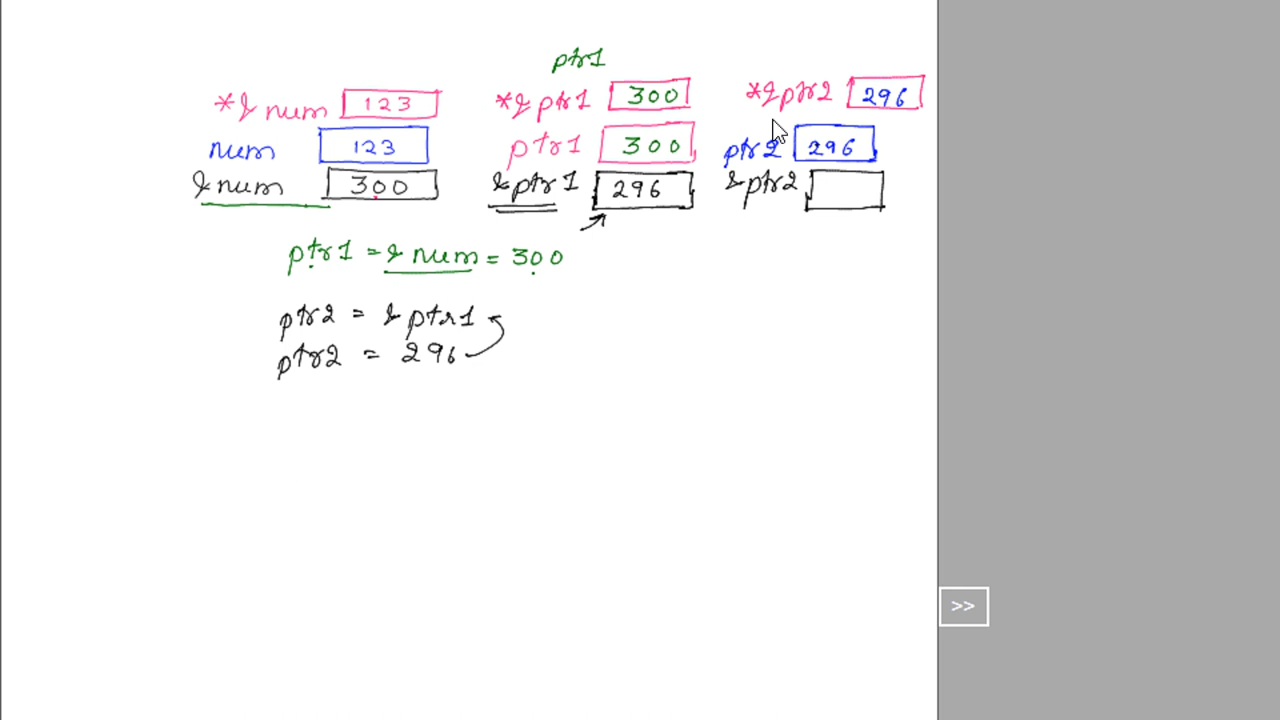 ptr1
*& num 123 *& ptr1 300 *& ptr2 296
num 123 ptr1 300 ptr2 296
& num 300 & ptr1 296 & ptr2
ptr1 = & num = 300
ptr2 = & ptr1
ptr2 = 296
>>